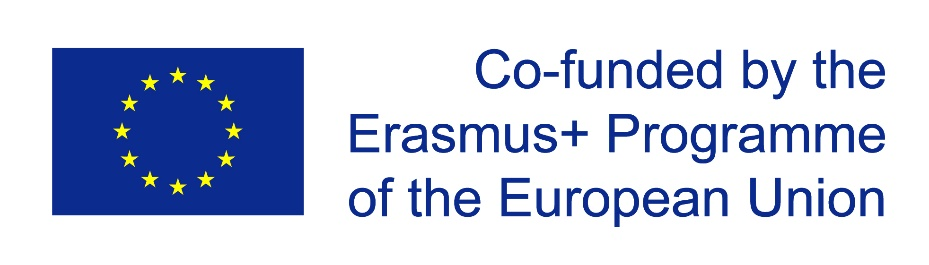 Co-funded by the
Erasmus+ Programme
of the European Union